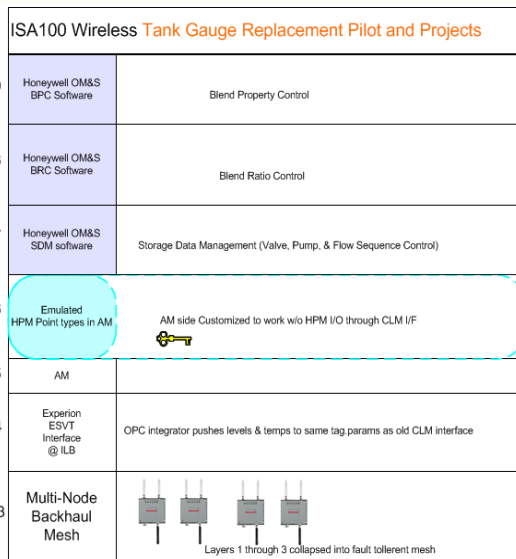 ISA100 Wireless Tank Gauge Replacement Pilot and Projects
Honeywell OM&S
BPC Software
Blend Property Control
Honeywell OM&S
BRC Software
Blend Ratio Control
Honeywell OM&S
SDM software
Storage Data Management (Valve, Pump, & Flow Sequence Control)
Emulated
HPM Point types in AM
AM side Customized to work w/o HPM I/O through CLM I/F
AM
Experion
ESVT
Interface
@ ILB
OPC integrator pushes levels & temps to same tag.params as old CLM interface
3
Multi-Node
Backhaul
Mesh
Layers 1 through 3 collapsed into fault tollerent mesh